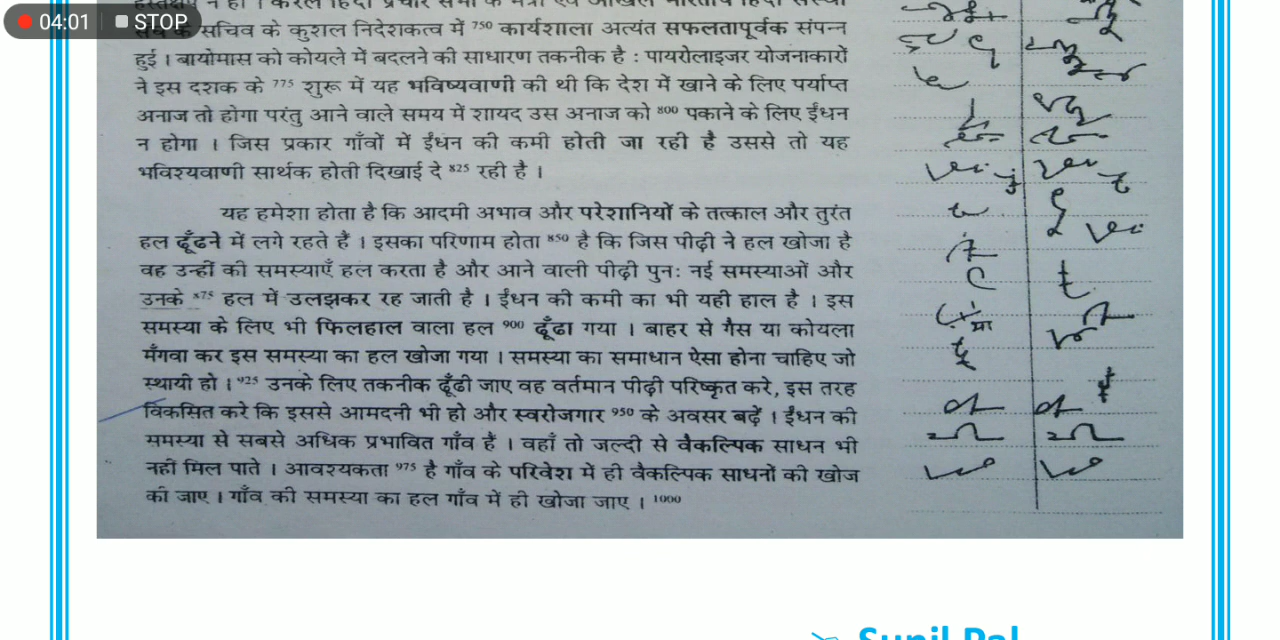 04:01 STOP
सचिव के कुशल निदेशकत्व में 750 कार्यशाला अत्यंत सफलतापूर्वक संपन्न
हुई । बायोमास को कोयले में बदलने की साधारण तकनीक है : पायरोलाइजर योजनाकारों
ने इस दशक के 775 शुरू में यह भविष्यवाणी की थी कि देश में खाने के लिए पर्याप्त
अनाज तो होगा परंतु आने वाले समय में शायद उस अनाज को 800 पकाने के लिए ईंधन
न होगा । जिस प्रकार गाँवों में ईंधन की कमी होती जा रही है उससे तो यह
भविश्यवाणी सार्थक होती दिखाई दे 825 रही है ।
यह हमेशा होता है कि आदमी अभाव और परेशानियों के तत्काल और तुरंत
हल ढूँढने में लगे रहते हैं । इसका परिणाम होता 850 है कि जिस पीढ़ी ने हल खोजा है
वह उन्हीं की समस्याएँ हल करता है और आने वाली पीढ़ी पुनः नई समस्याओं और
उनके 875 हल में उलझकर रह जाती है । ईंधन की कमी का भी यही हाल है । इस
समस्या के लिए भी फिलहाल वाला हल 900 ढूँढा गया । बाहर से गैस या कोयला
मँगवा कर इस समस्या का हल खोजा गया । समस्या का समाधान ऐसा होना चाहिए जो
स्थायी हो । 925 उनके लिए तकनीक ढूँढी जाए वह वर्तमान पीढ़ी परिष्कृत करे, इस तरह
विकसित करे कि इससे आमदनी भी हो और स्वरोजगार 950 के अवसर बढ़ें । ईंधन की
समस्या से सबसे अधिक प्रभावित गाँव हैं । वहाँ तो जल्दी से वैकल्पिक साधन भी
नहीं मिल पाते । आवश्यकता 975 है गाँव के परिवेश में ही वैकल्पिक साधनों की खोज
की जाए । गाँव की समस्या का हल गाँव में ही खोजा जाए । 1000
Sunil Pal